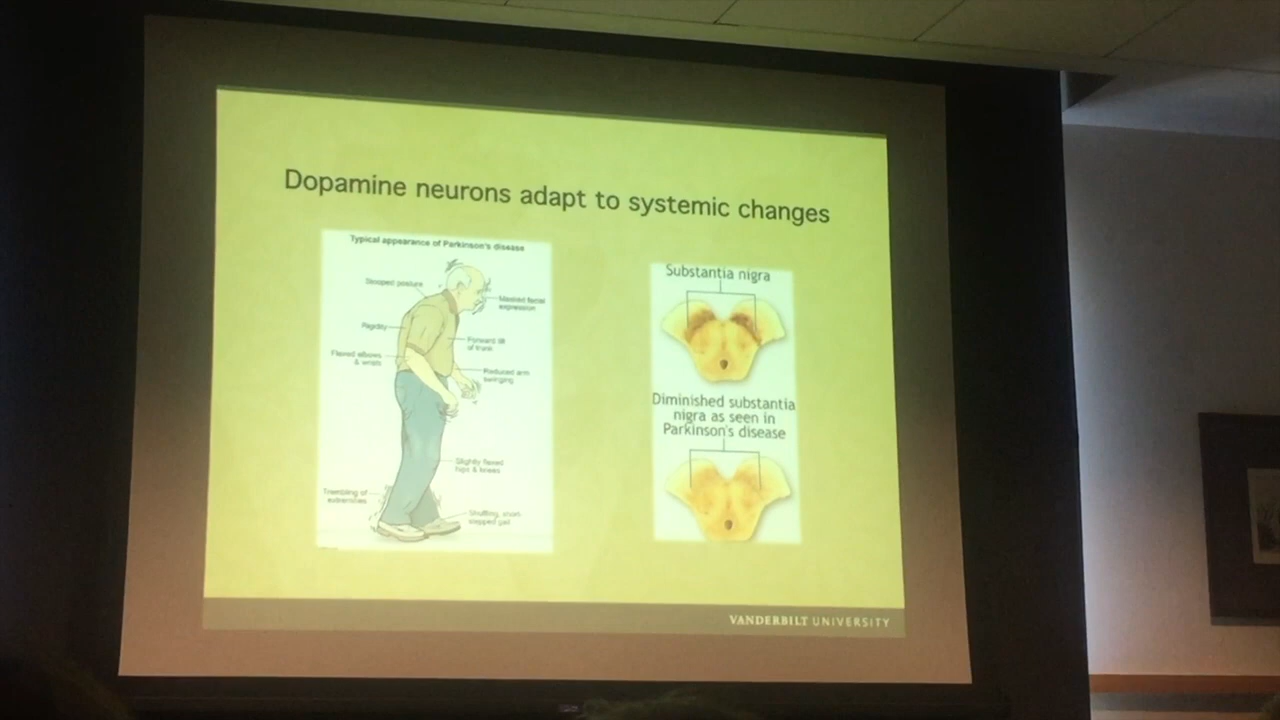 Dopamine neurons adapt to systemic changes
Typical appearance of Parkinson's disease
Stooped posture
Masked facial
expression
Rigidity
Forward tilt
of trunk
Flexed elbows
& wrists
Reduced arm
swinging
Slightly flexed
hips & knees
Trembling of
extremities
Shuffling, short-
stepped gait
Substantia nigra
Diminished substantia
nigra as seen in
Parkinson's disease
VANDERBILT UNIVERSITY